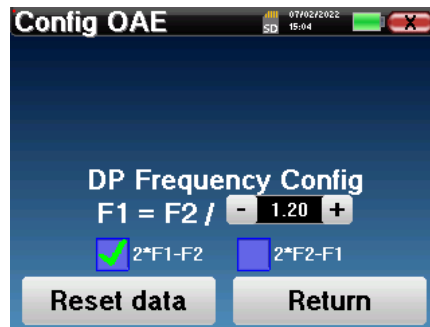 Config OAE
SD
07/02/2022
15:04
X
DP Frequency Config
F1 = F2 / - 1.20 +
2*F1-F2
2*F2-F1
Reset data
Return